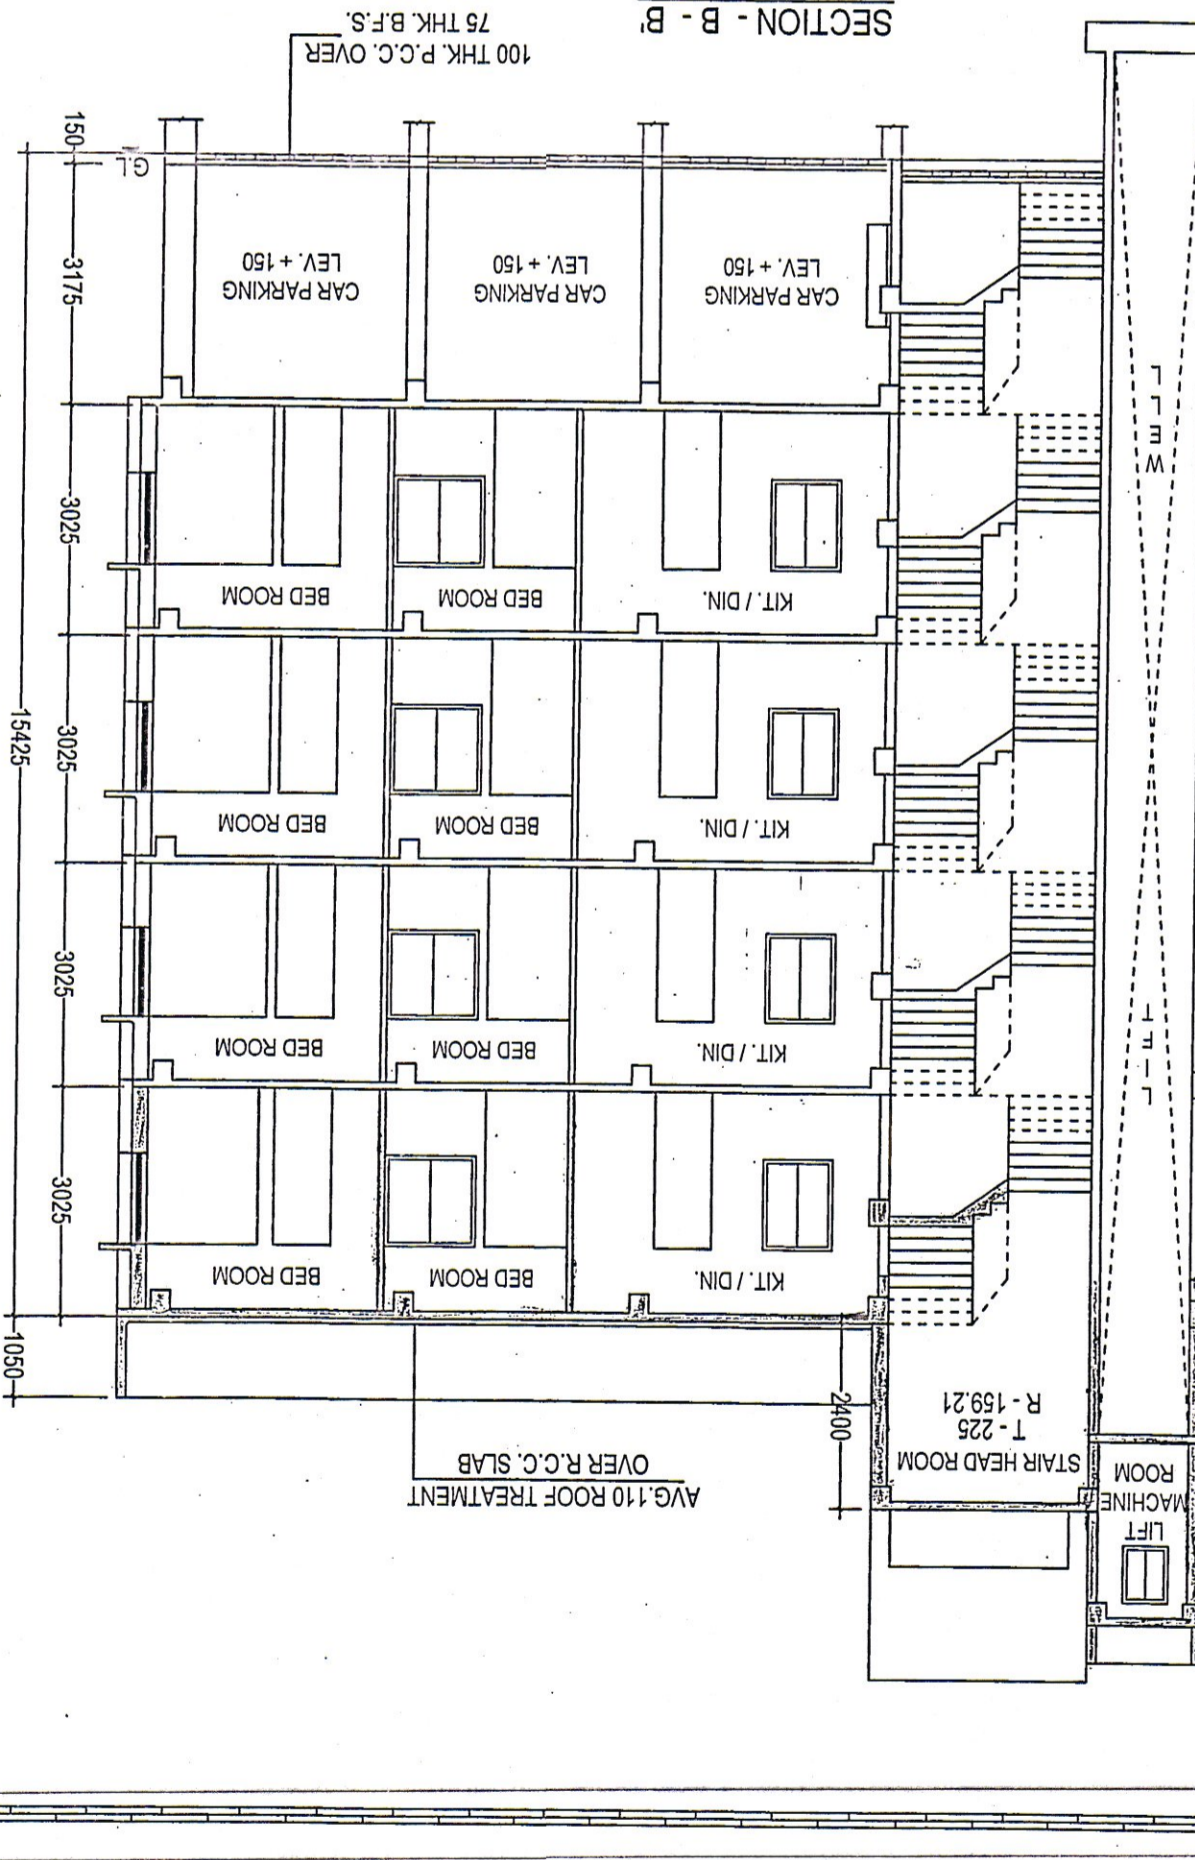 LIFT
MACHINE
ROOM
STAIR HEAD ROOM
T - 225
R - 159.21
AVG.110 ROOF TREATMENT
OVER R.C.C. SLAB
2400
1050
KIT. / DIN.
BED ROOM
BED ROOM
3025
KIT. / DIN.
BED ROOM
BED ROOM
3025
KIT. / DIN.
BED ROOM
BED ROOM
3025
KIT. / DIN.
BED ROOM
BED ROOM
3025
15425
LIFT
WELL
CAR PARKING
LEV. + 150
CAR PARKING
LEV. + 150
CAR PARKING
LEV. + 150
3175
G.L
150
100 THK. P.C.C. OVER
75 THK. B.F.S.
SECTION - B - B'